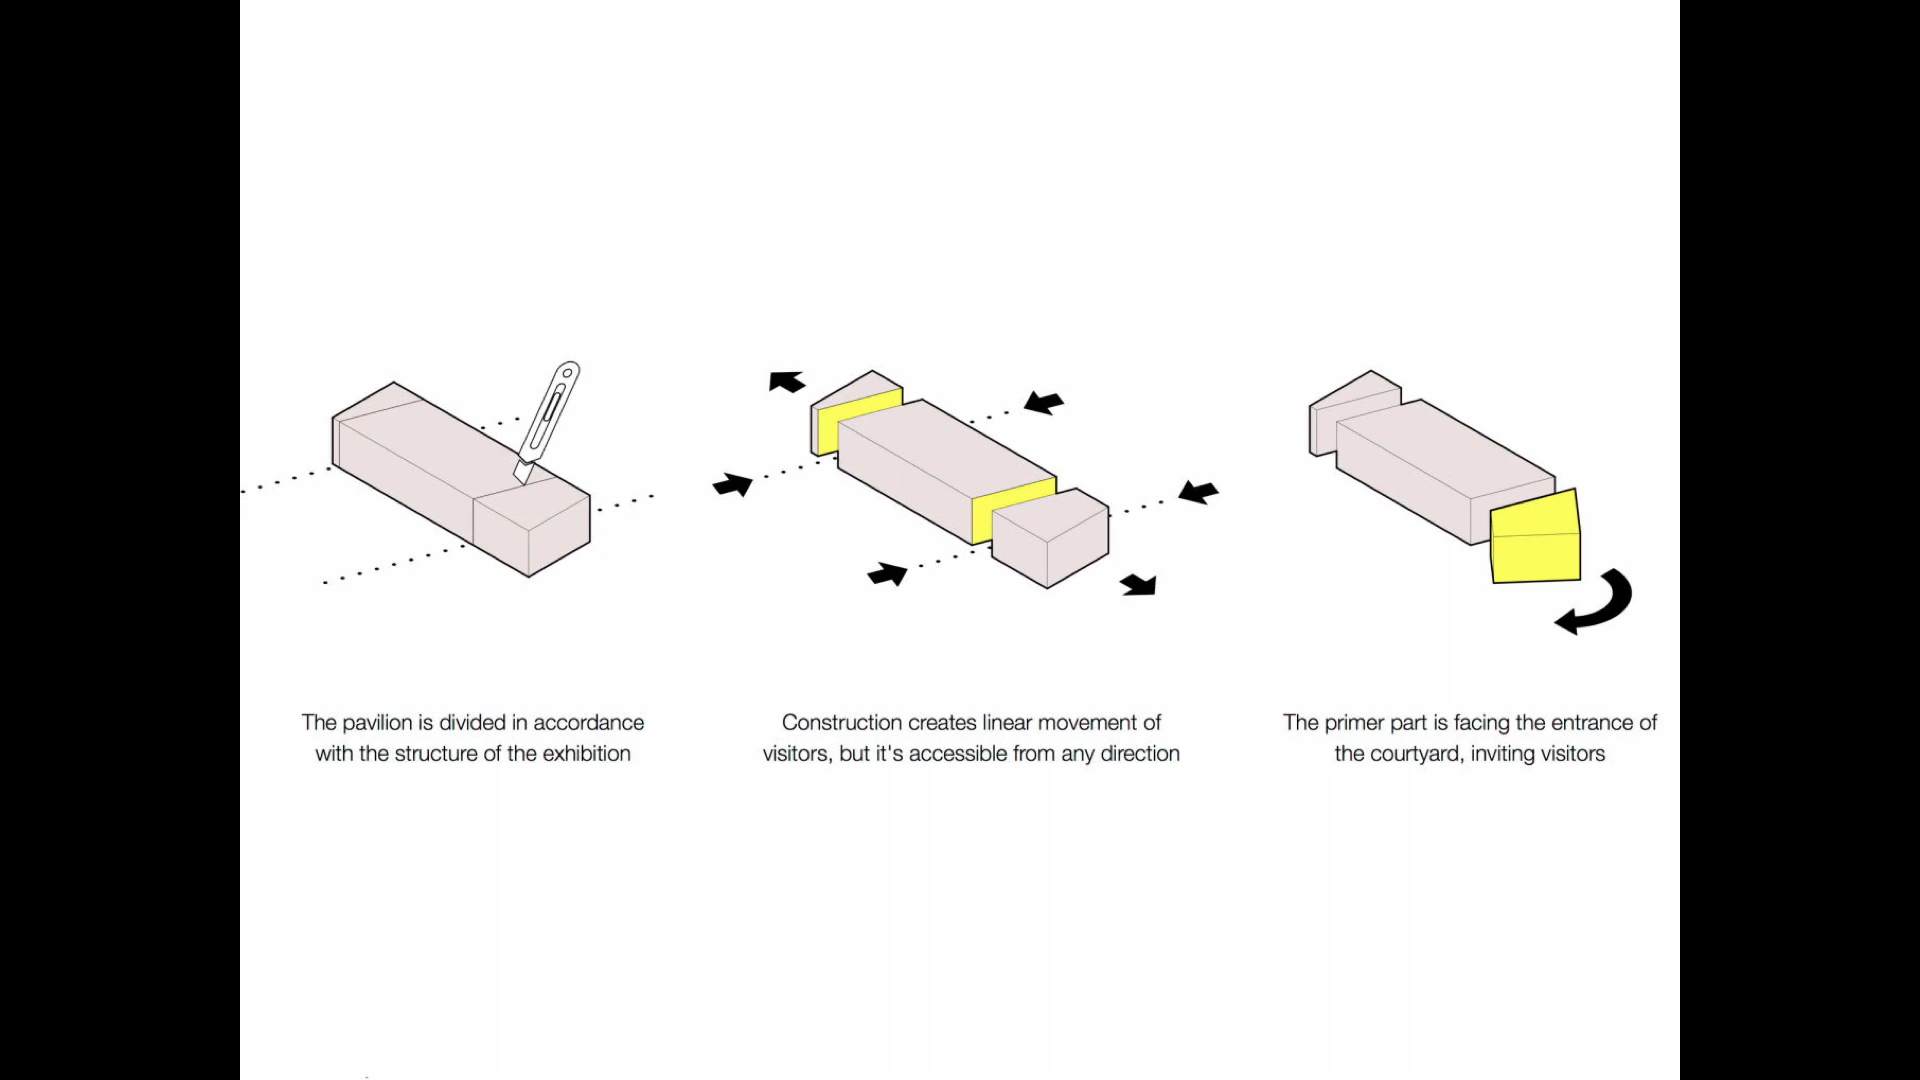 The pavilion is divided in accordance
with the structure of the exhibition
Construction creates linear movement of
visitors, but it's accessible from any direction
The primer part is facing the entrance of
the courtyard, inviting visitors